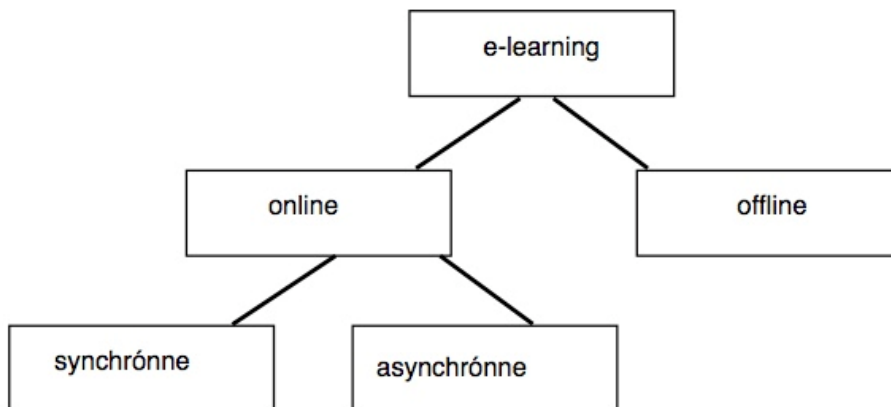 e-learning
online
offline
synchrónne
asynchrónne